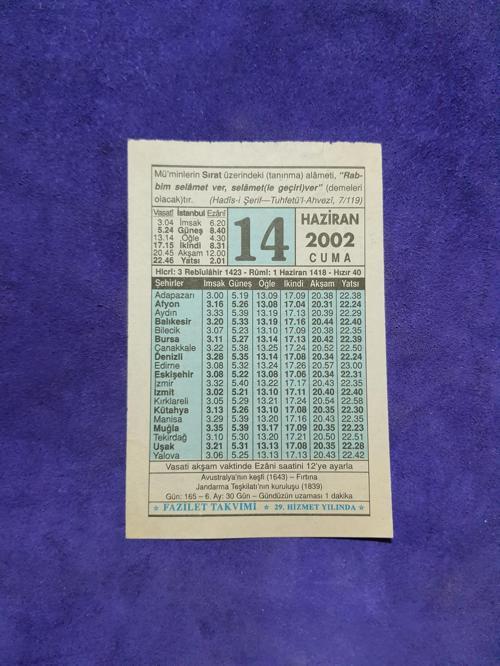 Mü'minlerin Sırat üzerindeki (tanınma) alâmeti, "Rab-
bim selâmet ver, selâmet(le geçiri)ver" (demeleri
olacak)tır. (Hadîs-i Şerîf—Tuhfetü'l-Ahvezî, 7/119)
Vasatî İstanbul Ezânî
3.04 İmsak 6.20
5.24 Güneş 8.40
13.14 Öğle 4.30
17.15 İkindi 8.31
20.45 Akşam 12.00
22.46 Yatsı 2.01
14
HAZİRAN
2002
CUMA
Hicrî: 3 Rebîulâhir 1423 - Rûmî: 1 Haziran 1418 - Hızır 40
Şehirler İmsak Güneş Öğle İkindi Akşam Yatsı
Adapazarı 3.00 5.19 13.09 17.09 20.38 22.38
Afyon 3.16 5.26 13.08 17.04 20.31 22.24
Aydın 3.33 5.39 13.19 17.13 20.39 22.29
Balıkesir 3.20 5.33 13.19 17.16 20.44 22.40
Bilecik 3.07 5.23 13.10 17.09 20.38 22.35
Bursa 3.11 5.27 13.14 17.13 20.42 22.39
Çanakkale 3.22 5.38 13.25 17.24 20.52 22.50
Denizli 3.28 5.35 13.14 17.08 20.34 22.24
Edirne 3.08 5.32 13.24 17.26 20.57 23.00
Eskişehir 3.08 5.22 13.08 17.06 20.34 22.31
İzmir 3.32 5.40 13.22 17.17 20.43 22.35
İzmit 3.02 5.21 13.10 17.11 20.40 22.40
Kırklareli 3.05 5.29 13.21 17.24 20.54 22.58
Kütahya 3.13 5.26 13.10 17.08 20.35 22.30
Manisa 3.29 5.39 13.20 17.16 20.43 22.35
Muğla 3.35 5.39 13.17 17.09 20.35 22.23
Tekirdağ 3.10 5.30 13.20 17.21 20.50 22.51
Uşak 3.21 5.31 13.13 17.08 20.35 22.28
Yalova 3.06 5.25 13.13 17.13 20.43 22.42
Vasati akşam vaktinde Ezâni saatini 12'ye ayarla
Avustralya'nın keşfi (1643) – Fırtına
Jandarma Teşkilatı'nın kuruluşu (1839)
Gün: 165 – 6. Ay: 30 Gün – Gündüzün uzaması 1 dakika
★ FAZİLET TAKVİMİ ★ 29. HİZMET YILINDA ★